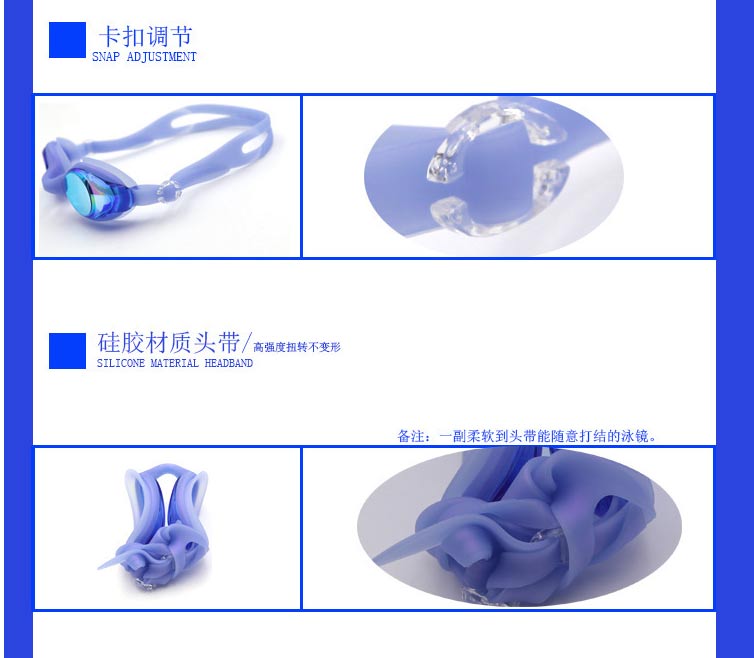 卡扣调节
SNAP ADJUSTMENT
硅胶材质头带/高强度扭转不变形
SILICONE MATERIAL HEADBAND
备注：一副柔软到头带能随意打结的泳镜。